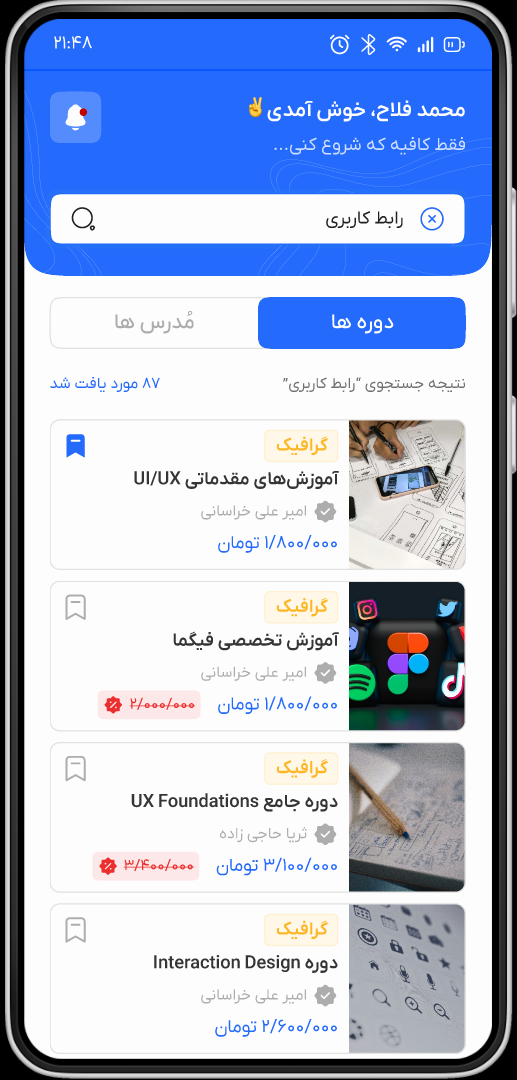 ۲۱:۴۸
محمد فلاح، خوش آمدی✌️
فقط کافیه که شروع کنی...
رابط کاربری
دوره ها
مُدرس ها
نتیجه جستجوی “رابط کاربری”
۸۷ مورد یافت شد
گرافیک
آموزش‌های مقدماتی UI/UX
امیر علی خراسانی
۱/۸۰۰/۰۰۰ تومان
گرافیک
آموزش تخصصی فیگما
امیر علی خراسانی
۱/۸۰۰/۰۰۰ تومان
۲/۰۰۰/۰۰۰
گرافیک
دوره جامع UX Foundations
ثریا حاجی زاده
۳/۱۰۰/۰۰۰ تومان
۳/۴۰۰/۰۰۰
گرافیک
دوره Interaction Design
امیر علی خراسانی
۲/۶۰۰/۰۰۰ تومان